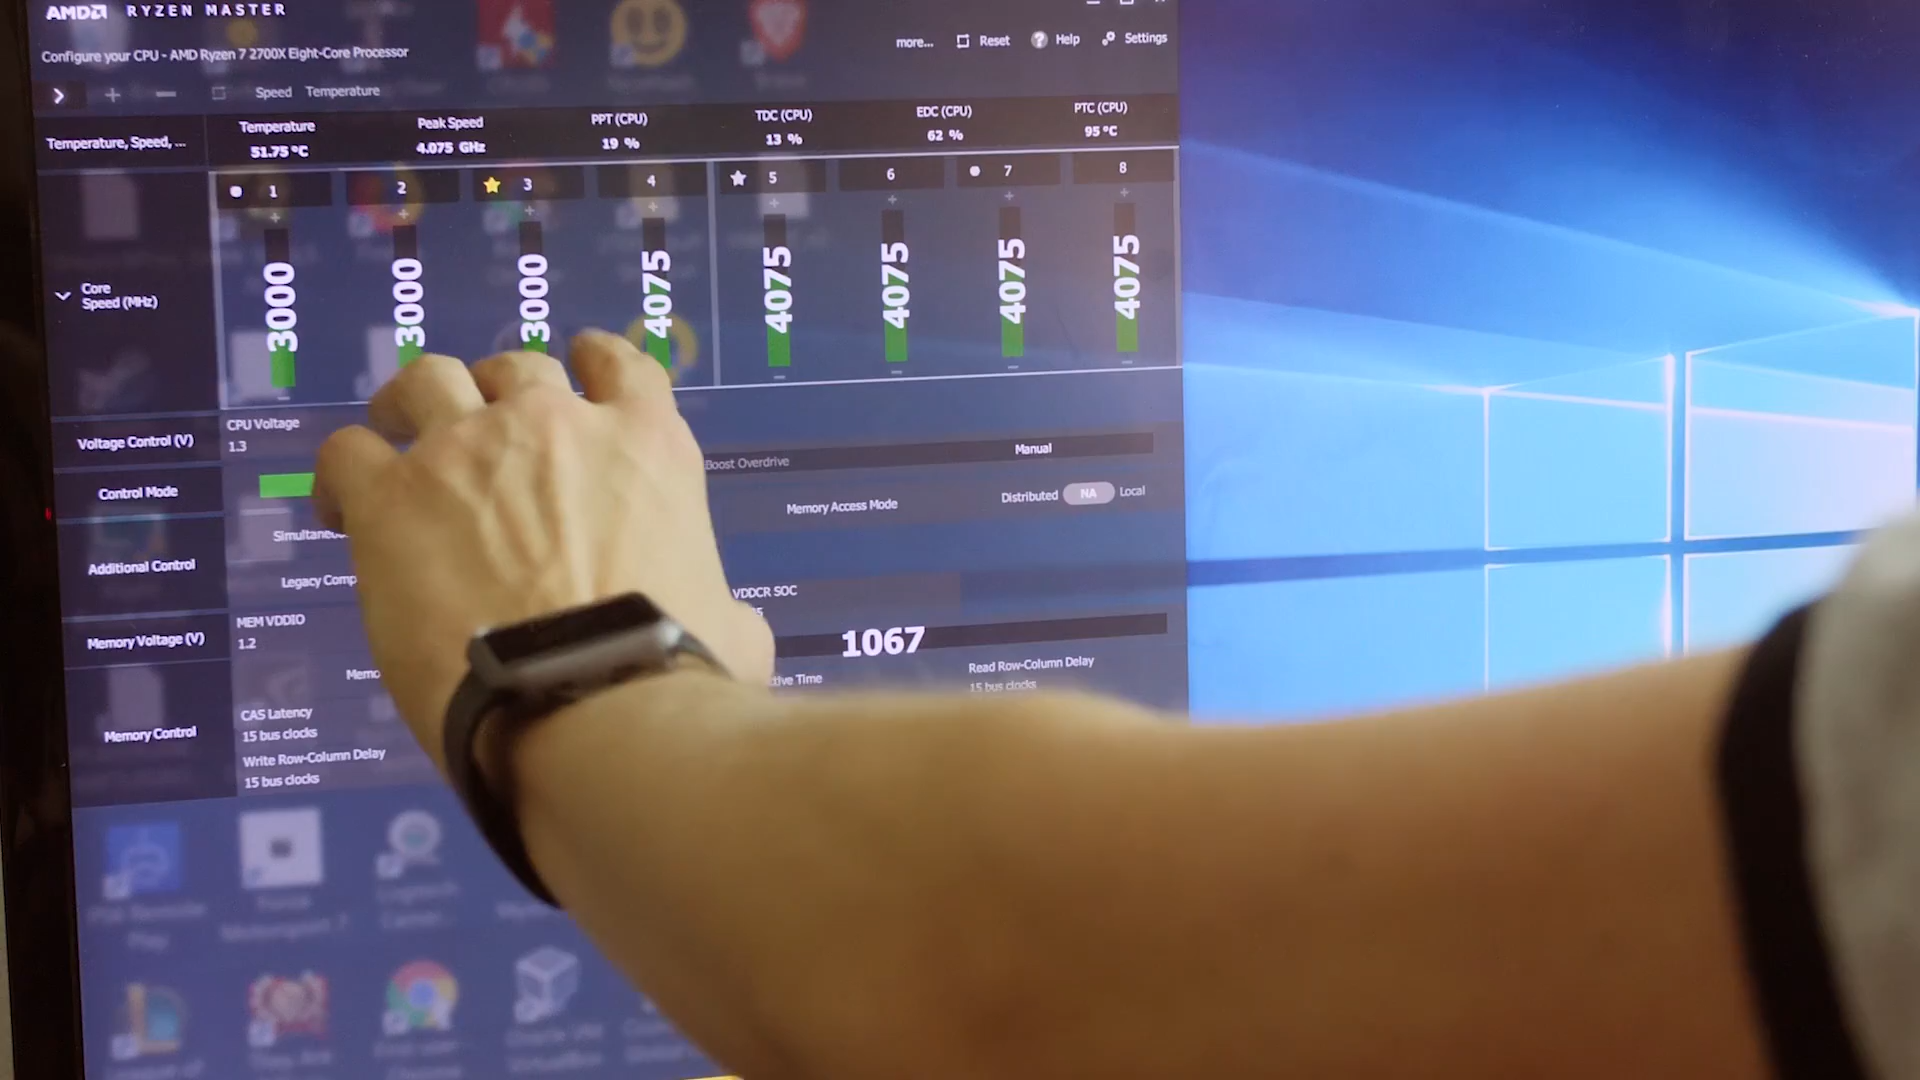 AMD RYZEN MASTER
Configure your CPU - AMD Ryzen 7 2700X Eight-Core Processor
more... Reset Help Settings
Speed Temperature
Temperature, Speed, ...
Temperature Peak Speed PPT (CPU) TDC (CPU) EDC (CPU) PTC (CPU)
51.75 °C 4.075 GHz 19 % 13 % 62 % 95 °C
1 2 3 4 5 6 7 8
Core
Speed (MHz)
3000 3000 3000 4075 4075 4075 4075 4075
Voltage Control (V)
CPU Voltage
1.3
Control Mode
Boost Overdrive Manual
Additional Control
Memory Access Mode Distributed NA Local
Legacy
Memory Voltage (V)
MEM VDDIO VDDCR SOC
1.2
1067
Memory Control
Read Row-Column Delay
15 bus clocks
CAS Latency
15 bus clocks
Write Row-Column Delay
15 bus clocks
Time